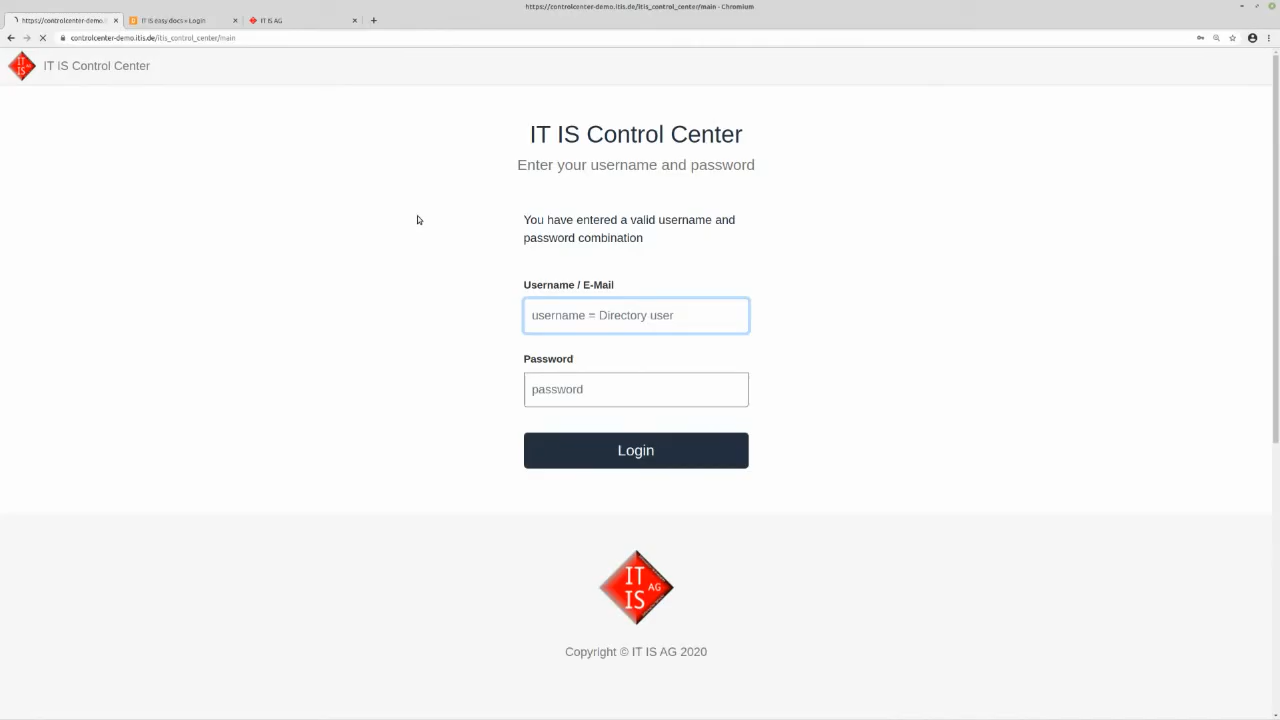 https://controlcenter-demo.itis.de/itis_control_center/main - Chromium
https://controlcenter-demo.
IT IS easy.docs • Login
IT IS AG
controlcenter-demo.itis.de/itis_control_center/main
IT IS AG
IT IS Control Center
IT IS Control Center
Enter your username and password
You have entered a valid username and
password combination
Username / E-Mail
username = Directory user
Password
password
Login
IT
AG
IS
Copyright © IT IS AG 2020